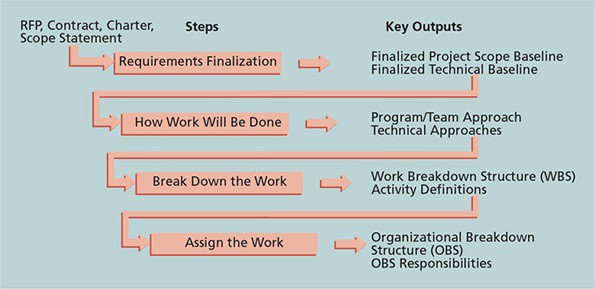 RFP, Contract, Charter,
Scope Statement
Steps
Key Outputs
Requirements Finalization
Finalized Project Scope Baseline
Finalized Technical Baseline
How Work Will Be Done
Program/Team Approach
Technical Approaches
Break Down the Work
Work Breakdown Structure (WBS)
Activity Definitions
Assign the Work
Organizational Breakdown
Structure (OBS)
OBS Responsibilities